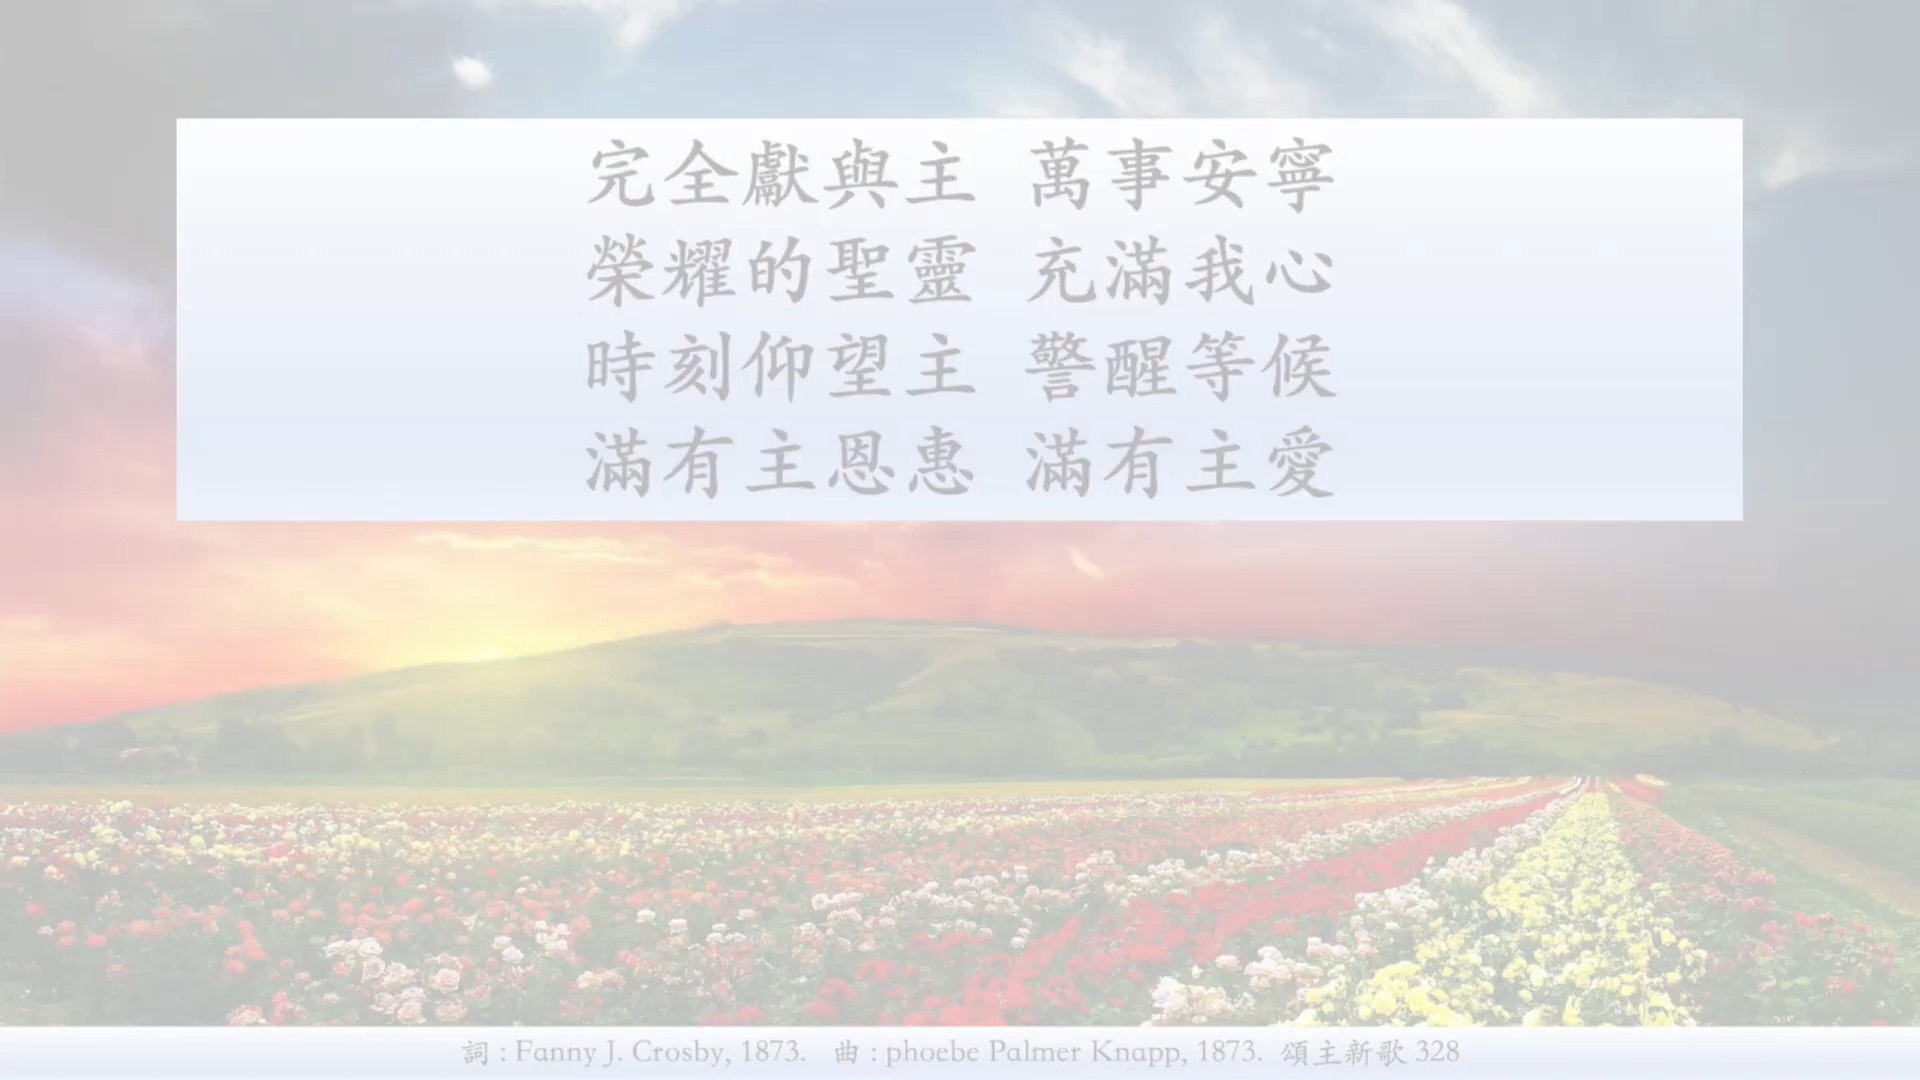 完全獻與主 萬事安寧
榮耀的聖靈 充滿我心
時刻仰望主 警醒等候
滿有主恩惠 滿有主愛
詞 : Fanny J. Crosby, 1873. 曲 : phoebe Palmer Knapp, 1873. 頌主新歌 328